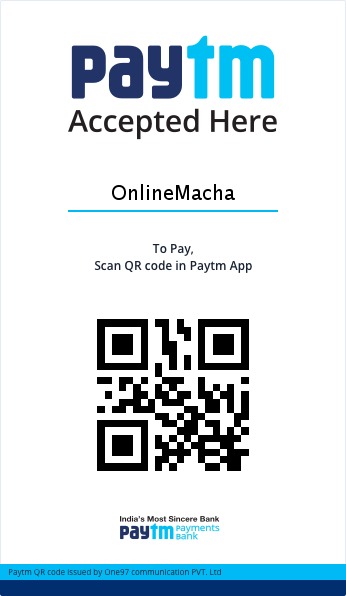 paytm
Accepted Here
OnlineMacha
To Pay,
Scan QR code in Paytm App
India's Most Sincere Bank
paytm payments
BANK
Paytm QR code issued by One97 communication PVT. Ltd